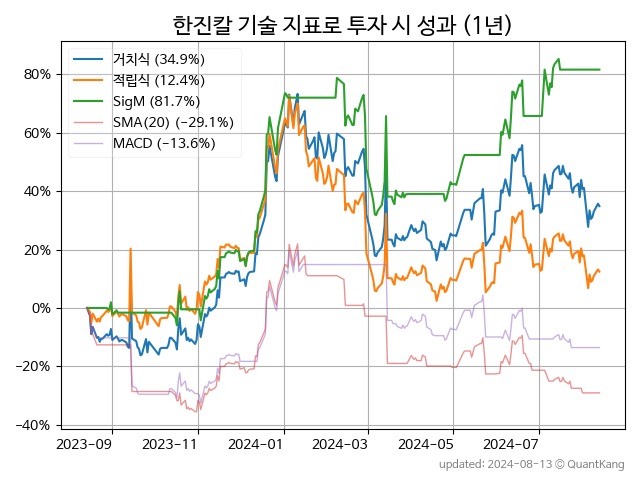 한진칼 기술 지표로 투자 시 성과 (1년)
거치식 (34.9%)
적립식 (12.4%)
SigM (81.7%)
SMA(20) (−29.1%)
MACD (−13.6%)
80%
60%
40%
20%
0%
−20%
−40%
2023-09 2023-11 2024-01 2024-03 2024-05 2024-07
updated: 2024-08-13 © QuantKang